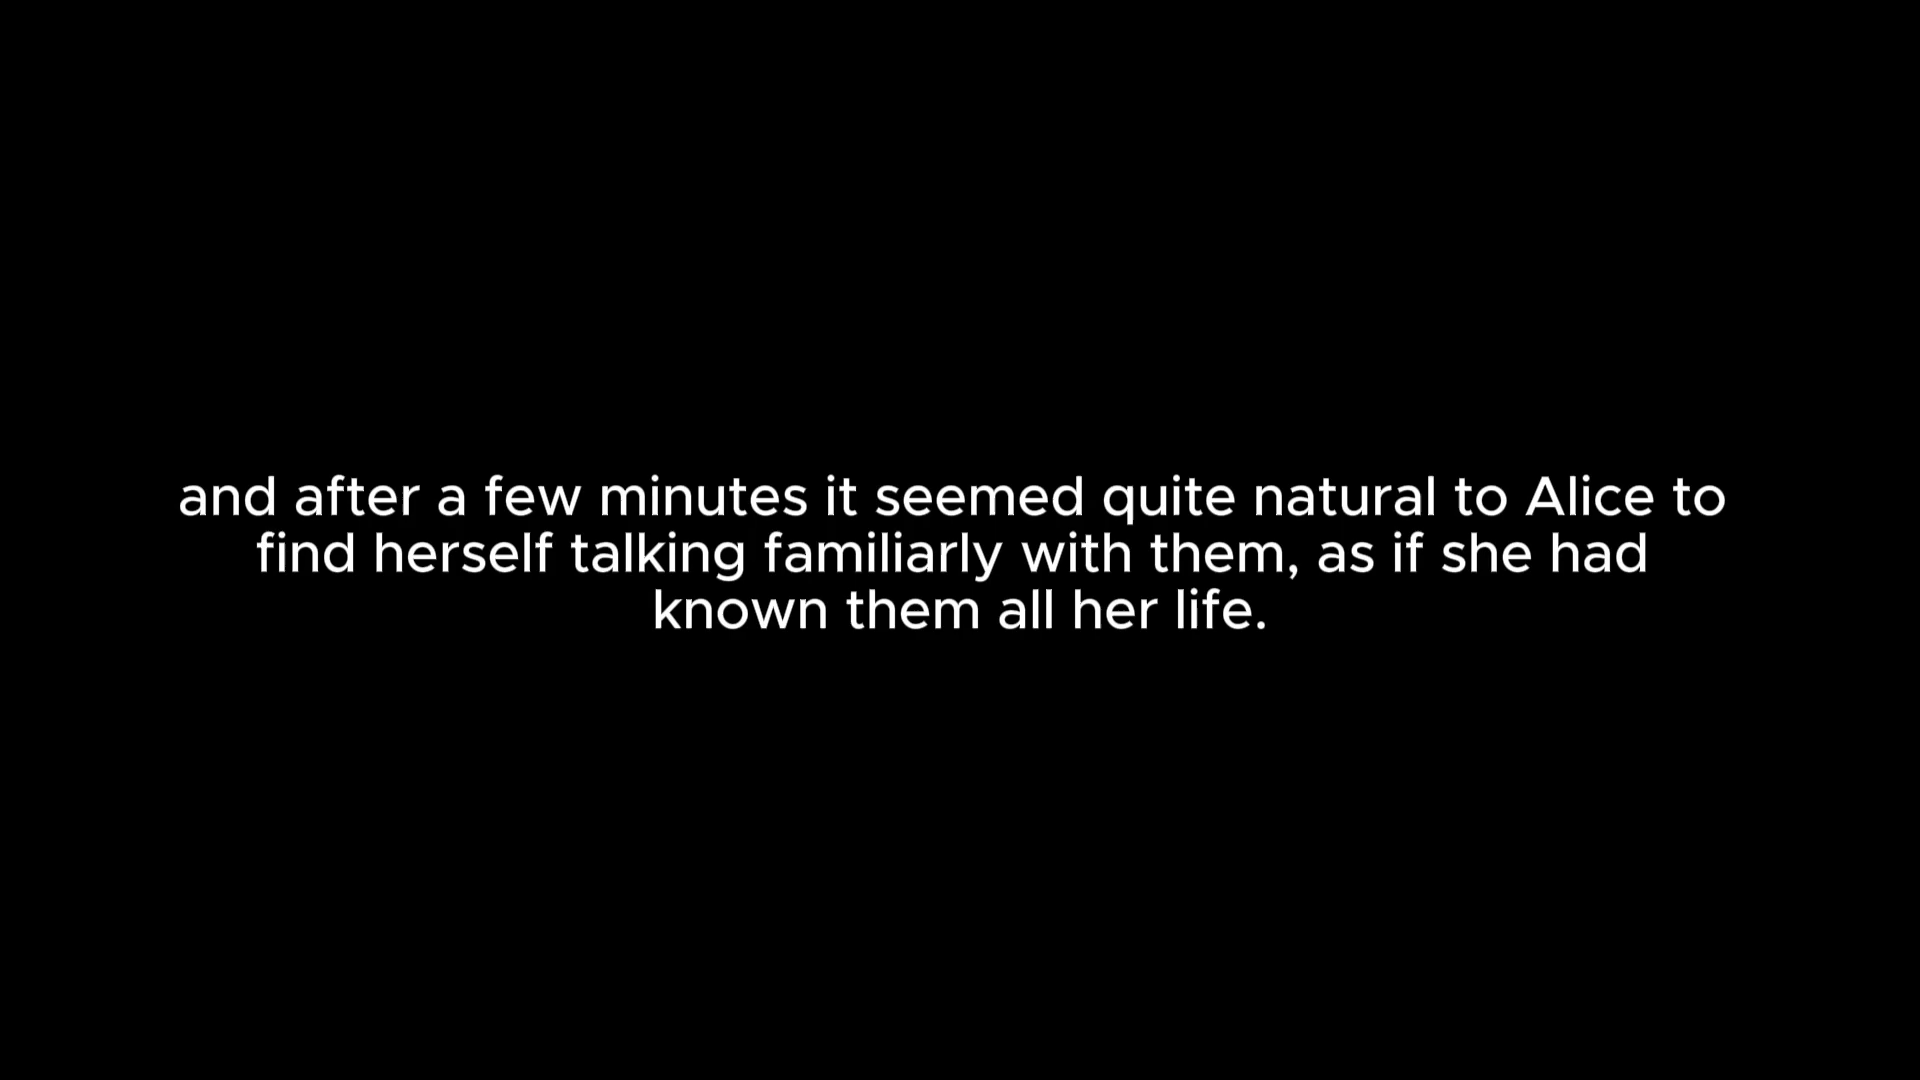 and after a few minutes it seemed quite natural to Alice to
find herself talking familiarly with them, as if she had
known them all her life.